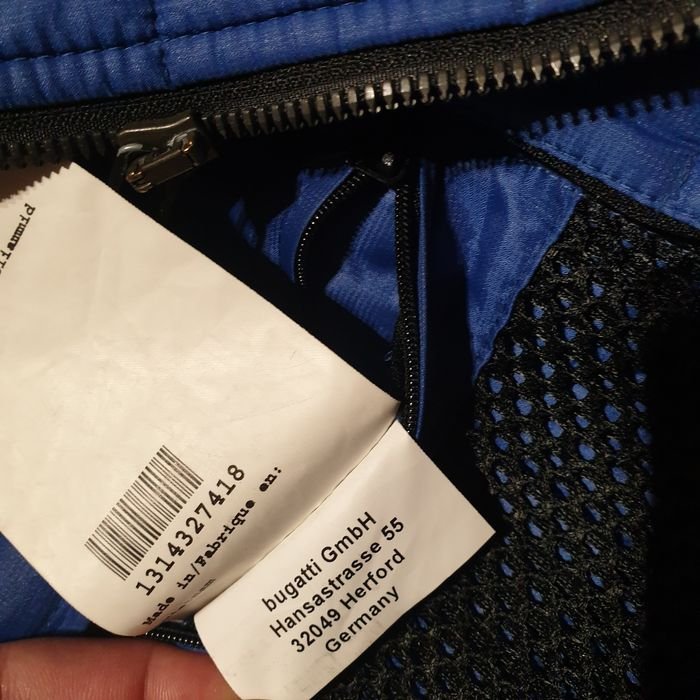 1314327418
Made in/Fabrique en:
bugatti GmbH
Hansastrasse 55
32049 Herford
Germany